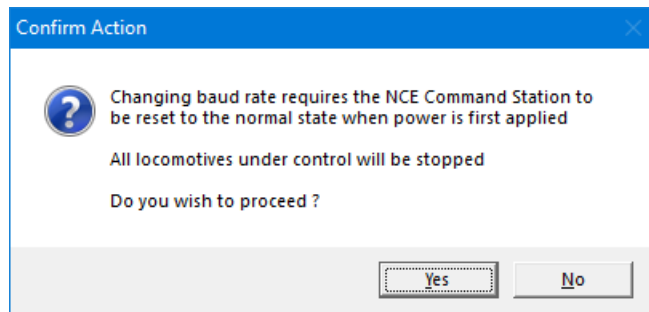 Confirm Action
Changing baud rate requires the NCE Command Station to
be reset to the normal state when power is first applied
All locomotives under control will be stopped
Do you wish to proceed ?
Yes
No